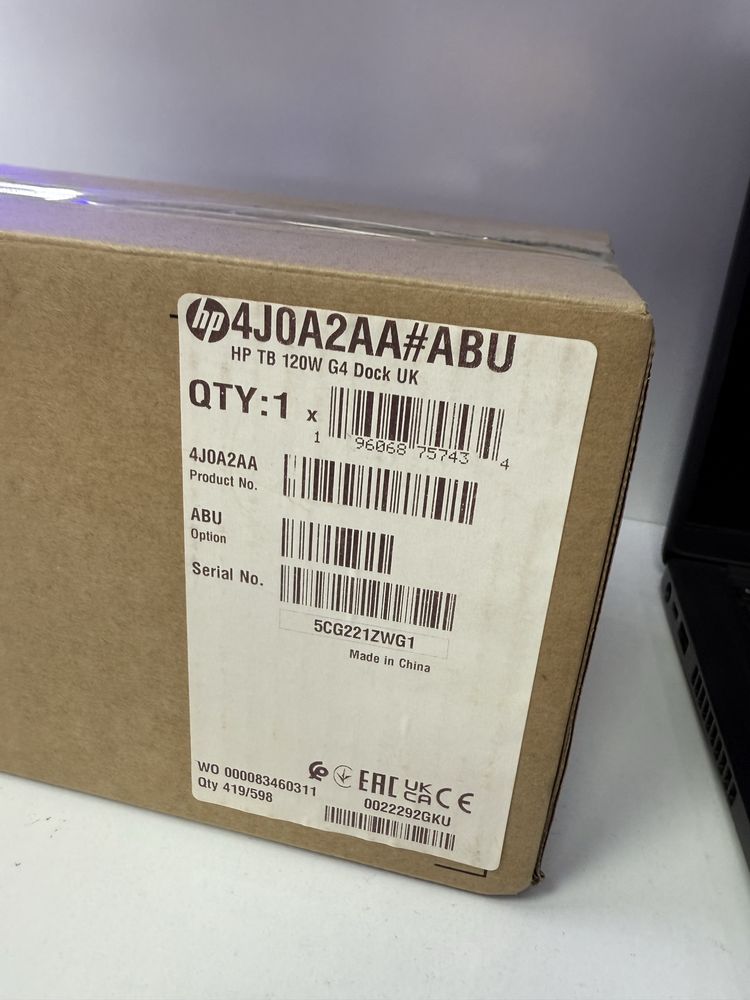 hp 4J0A2AA#ABU
HP TB 120W G4 Dock UK
QTY:1 x
1 96068 75743 4
4J0A2AA
Product No.
ABU
Option
Serial No.
5CG221ZWG1
Made in China
WO 000083460311
Qty 419/598
EAC UK CA CE
0022292GKU